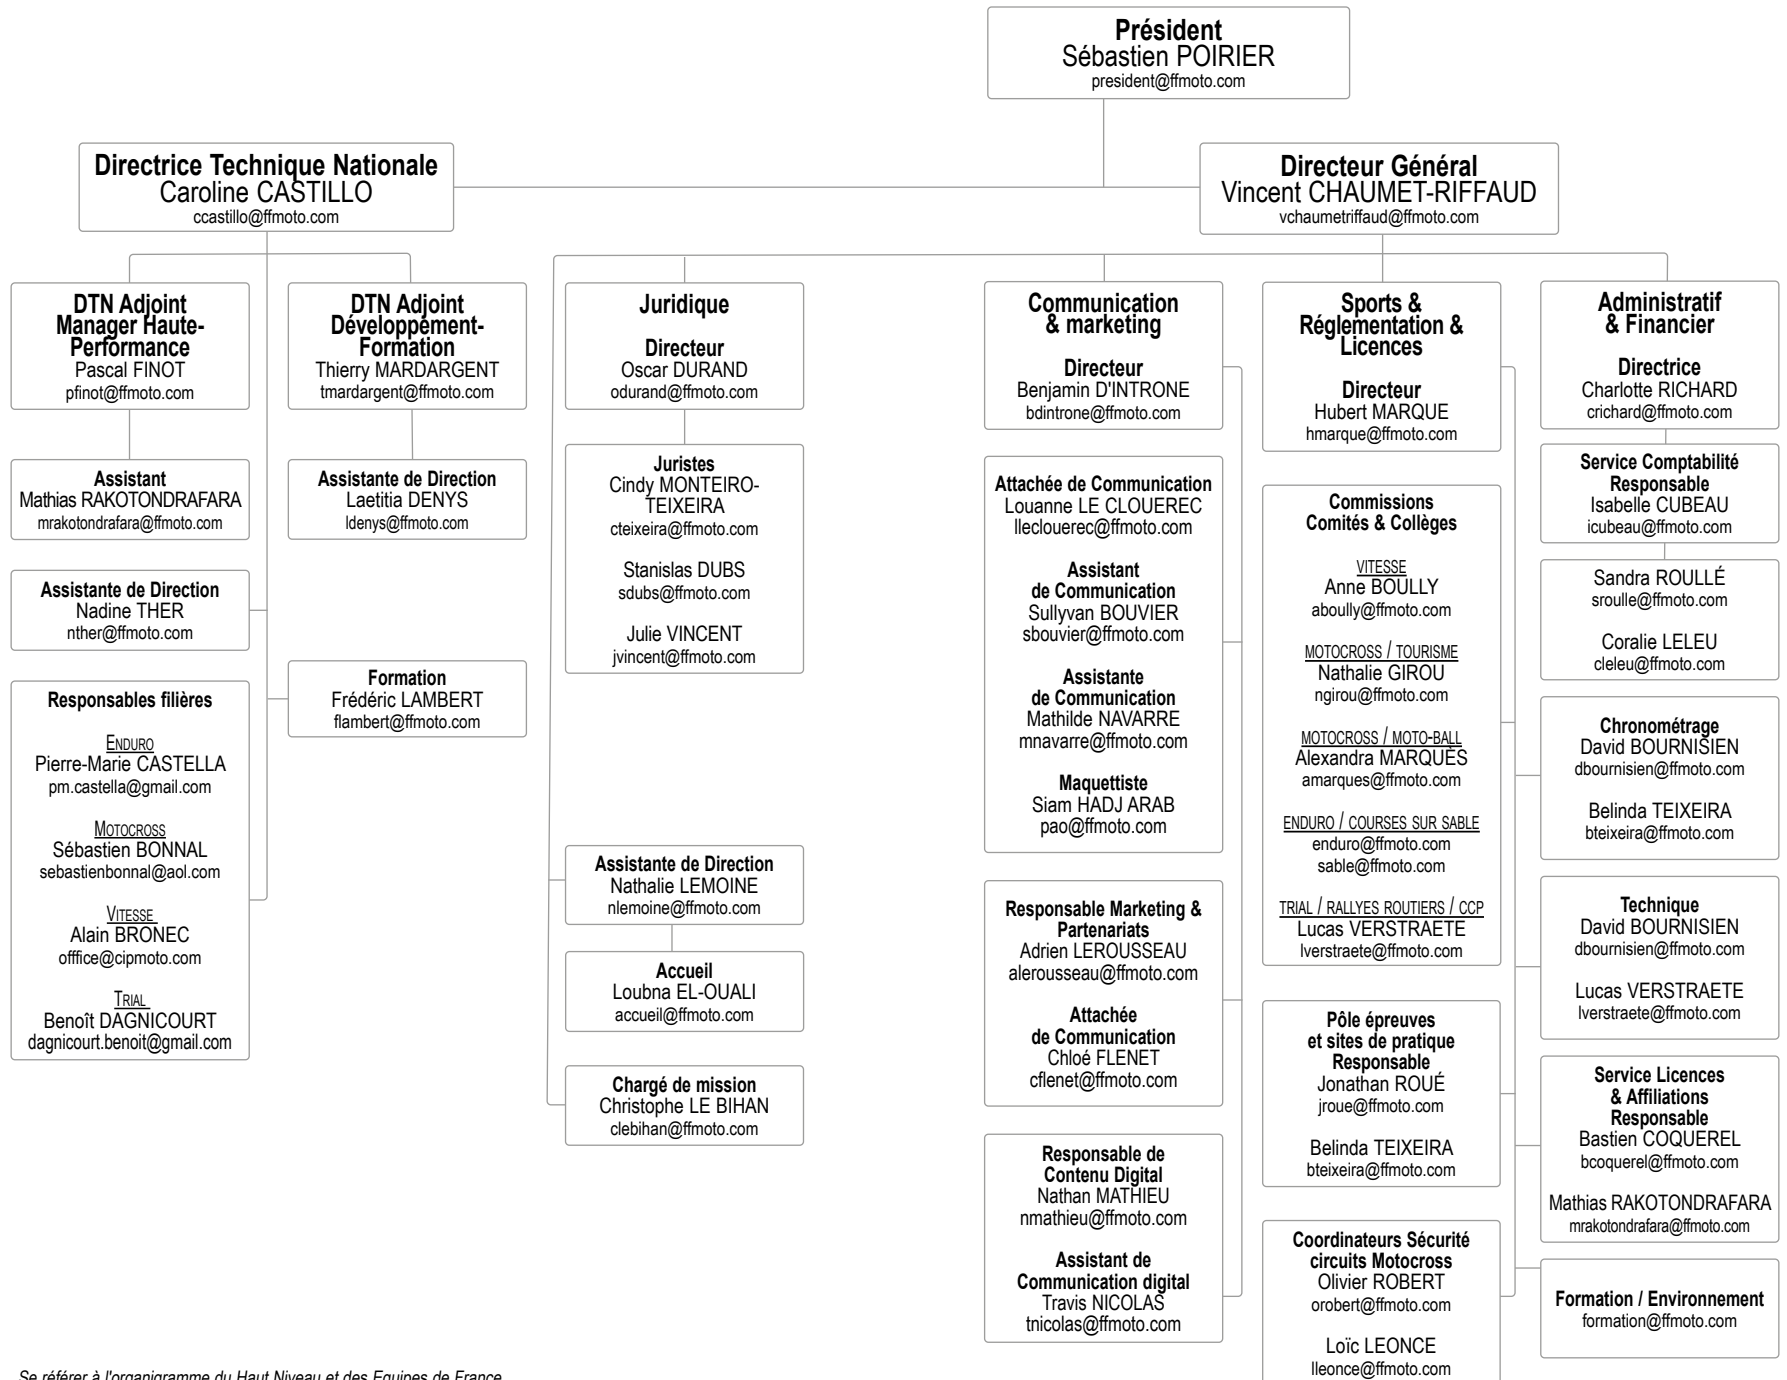 Président
Sébastien POIRIER
president@ffmoto.com
Directrice Technique Nationale
Caroline CASTILLO
ccastillo@ffmoto.com
Directeur Général
Vincent CHAUMET-RIFFAUD
vchaumetriffaud@ffmoto.com
DTN Adjoint
Manager Haute-
Performance
Pascal FINOT
pfinot@ffmoto.com
Assistant
Mathias RAKOTONDRAFARA
mrakotondrafara@ffmoto.com
Assistante de Direction
Nadine THER
nther@ffmoto.com
Responsables filières
ENDURO
Pierre-Marie CASTELLA
pm.castella@gmail.com
MOTOCROSS
Sébastien BONNAL
sebastienbonnal@aol.com
VITESSE
Alain BRONEC
offfice@cipmoto.com
TRIAL
Benoît DAGNICOURT
dagnicourt.benoit@gmail.com
DTN Adjoint
Développement-
Formation
Thierry MARDARGENT
tmardargent@ffmoto.com
Assistante de Direction
Laetitia DENYS
ldenys@ffmoto.com
Formation
Frédéric LAMBERT
flambert@ffmoto.com
Juridique
Directeur
Oscar DURAND
odurand@ffmoto.com
Juristes
Cindy MONTEIRO-
TEIXEIRA
cteixeira@ffmoto.com
Stanislas DUBS
sdubs@ffmoto.com
Julie VINCENT
jvincent@ffmoto.com
Assistante de Direction
Nathalie LEMOINE
nlemoine@ffmoto.com
Accueil
Loubna EL-OUALI
accueil@ffmoto.com
Chargé de mission
Christophe LE BIHAN
clebihan@ffmoto.com
Communication
& marketing
Directeur
Benjamin D'INTRONE
bdintrone@ffmoto.com
Attachée de Communication
Louanne LE CLOUEREC
lleclouerec@ffmoto.com
Assistant
de Communication
Sullyvan BOUVIER
sbouvier@ffmoto.com
Assistante
de Communication
Mathilde NAVARRE
mnavarre@ffmoto.com
Maquettiste
Siam HADJ ARAB
pao@ffmoto.com
Responsable Marketing &
Partenariats
Adrien LEROUSSEAU
alerousseau@ffmoto.com
Attachée
de Communication
Chloé FLENET
cflenet@ffmoto.com
Responsable de
Contenu Digital
Nathan MATHIEU
nmathieu@ffmoto.com
Assistant de
Communication digital
Travis NICOLAS
tnicolas@ffmoto.com
Sports &
Réglementation &
Licences
Directeur
Hubert MARQUE
hmarque@ffmoto.com
Commissions
Comités & Collèges
VITESSE
Anne BOULLY
aboully@ffmoto.com
MOTOCROSS / TOURISME
Nathalie GIROU
ngirou@ffmoto.com
MOTOCROSS / MOTO-BALL
Alexandra MARQUÈS
amarques@ffmoto.com
ENDURO / COURSES SUR SABLE
enduro@ffmoto.com
sable@ffmoto.com
TRIAL / RALLYES ROUTIERS / CCP
Lucas VERSTRAETE
lverstraete@ffmoto.com
Pôle épreuves
et sites de pratique
Responsable
Jonathan ROUÉ
jroue@ffmoto.com
Belinda TEIXEIRA
bteixeira@ffmoto.com
Coordinateurs Sécurité
circuits Motocross
Olivier ROBERT
orobert@ffmoto.com
Loïc LEONCE
lleonce@ffmoto.com
Administratif
& Financier
Directrice
Charlotte RICHARD
crichard@ffmoto.com
Service Comptabilité
Responsable
Isabelle CUBEAU
icubeau@ffmoto.com
Sandra ROULLÉ
sroulle@ffmoto.com
Coralie LELEU
cleleu@ffmoto.com
Chronométrage
David BOURNISIEN
dbournisien@ffmoto.com
Belinda TEIXEIRA
bteixeira@ffmoto.com
Technique
David BOURNISIEN
dbournisien@ffmoto.com
Lucas VERSTRAETE
lverstraete@ffmoto.com
Service Licences
& Affiliations
Responsable
Bastien COQUEREL
bcoquerel@ffmoto.com
Mathias RAKOTONDRAFARA
mrakotondrafara@ffmoto.com
Formation / Environnement
formation@ffmoto.com
Se référer à l'organigramme du Haut Niveau et des Equipes de France